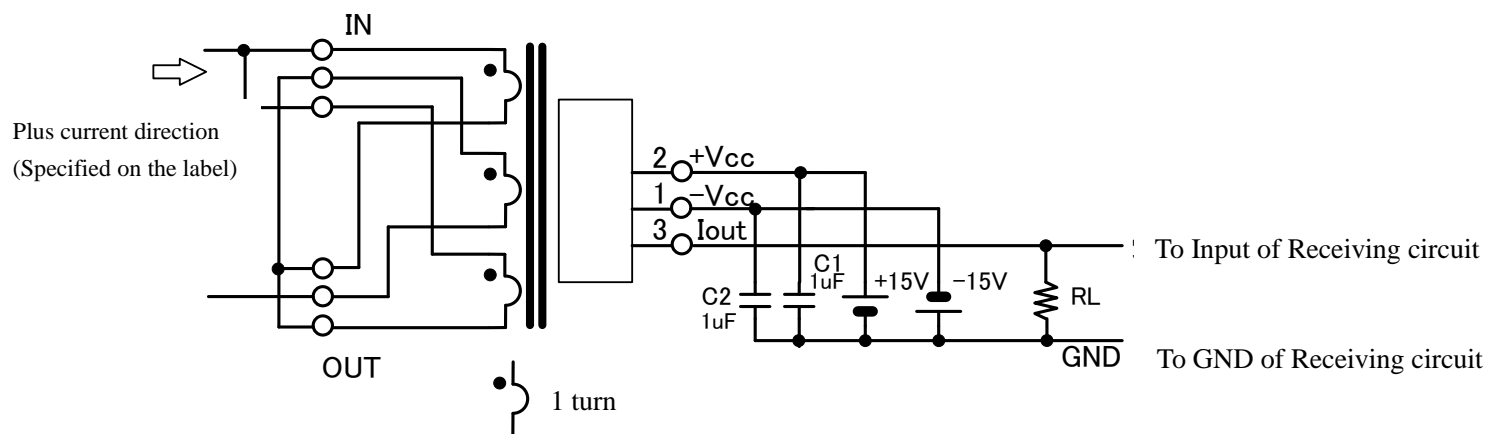 IN
Plus current direction
(Specified on the label)
2 +Vcc
1 -Vcc
3 Iout
C1
1uF
+15V
-15V
C2
1uF
RL
To Input of Receiving circuit
GND
To GND of Receiving circuit
OUT
1 turn